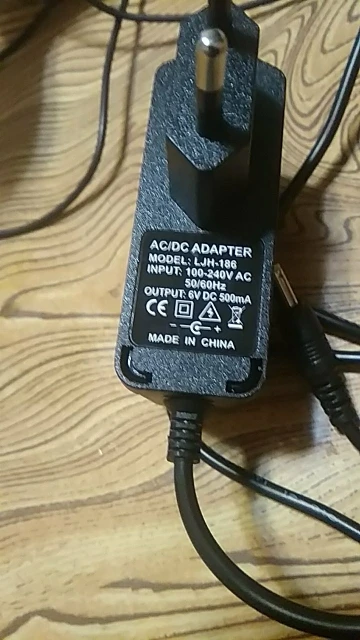 AC/DC ADAPTER
MODEL: LJH-186
INPUT: 100-240V AC
50/60Hz
OUTPUT: 6V DC 500mA
CE
- +
MADE IN CHINA